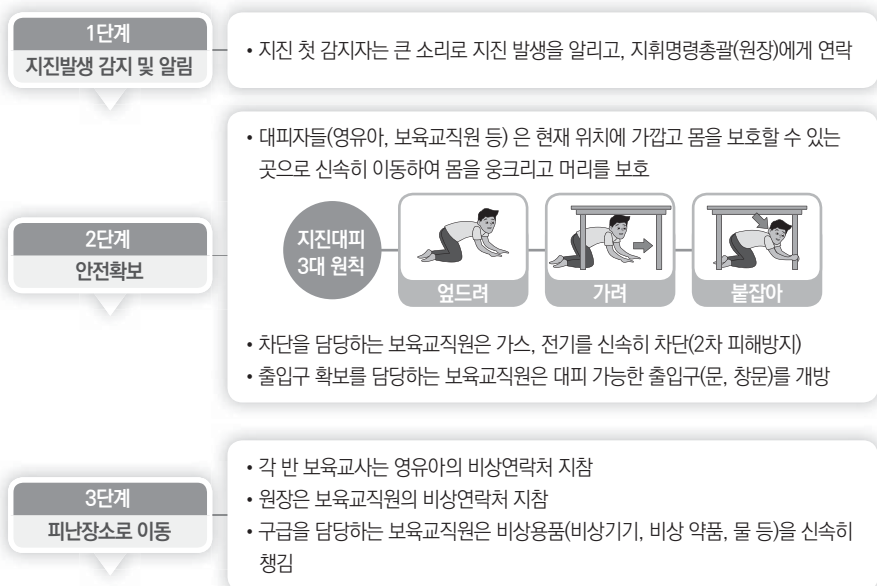 1단계
지진발생 감지 및 알림
• 지진 첫 감지자는 큰 소리로 지진 발생을 알리고, 지휘명령총괄(원장)에게 연락
2단계
안전확보
• 대피자들(영유아, 보육교직원 등) 은 현재 위치에 가깝고 몸을 보호할 수 있는
곳으로 신속히 이동하여 몸을 웅크리고 머리를 보호
지진대피
3대 원칙
엎드려
가려
붙잡아
• 차단을 담당하는 보육교직원은 가스, 전기를 신속히 차단(2차 피해방지)
• 출입구 확보를 담당하는 보육교직원은 대피 가능한 출입구(문, 창문)를 개방
3단계
피난장소로 이동
• 각 반 보육교사는 영유아의 비상연락처 지참
• 원장은 보육교직원의 비상연락처 지참
• 구급을 담당하는 보육교직원은 비상용품(비상기기, 비상 약품, 물 등)을 신속히
챙김